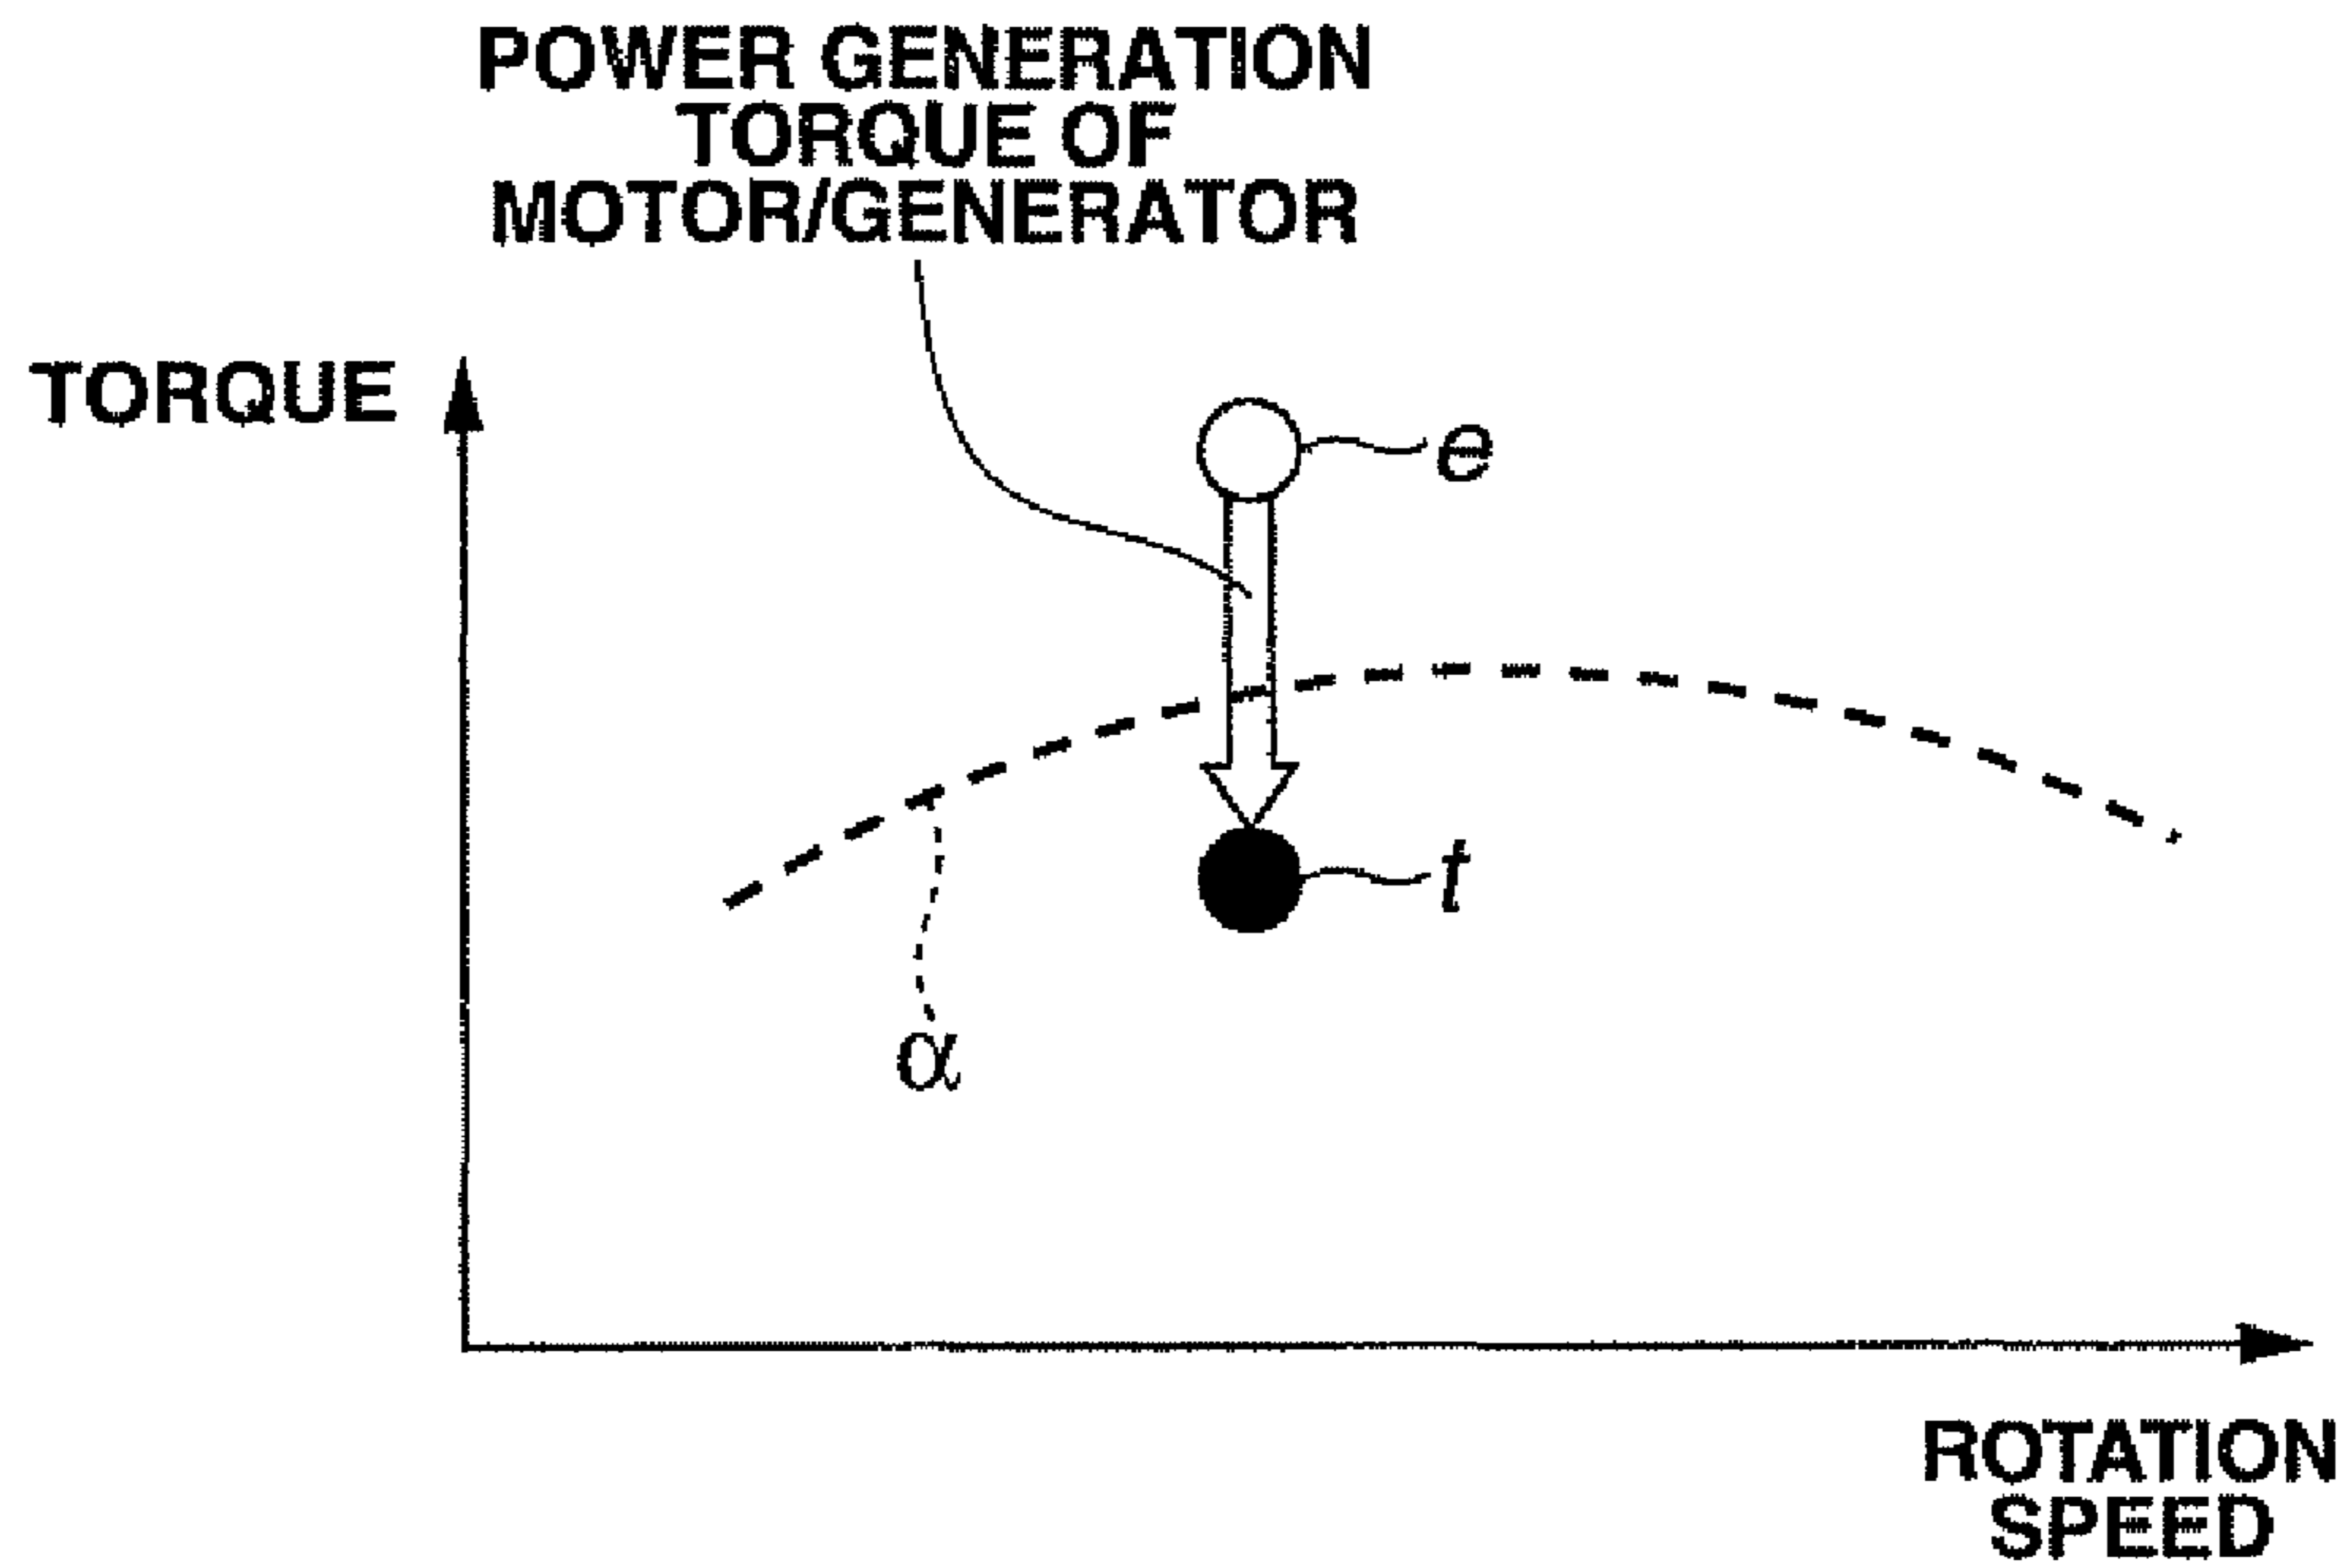 POWER GENERATION
TORQUE OF
MOTOR/GENERATOR
TORQUE
e
t
α
ROTATION
SPEED